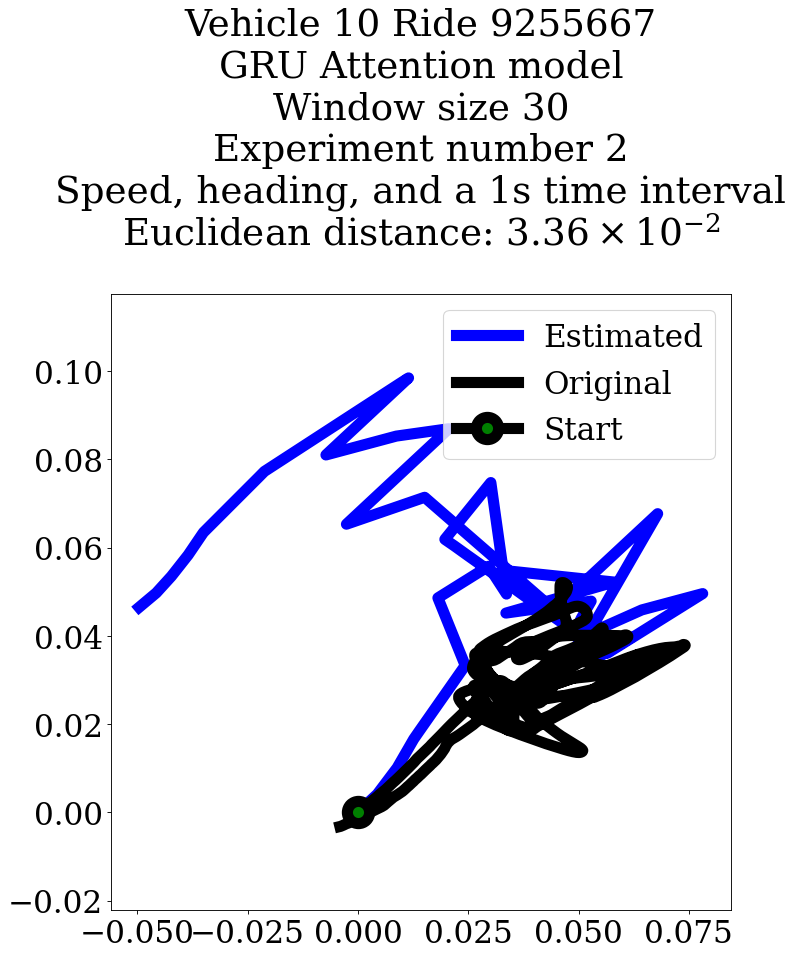 Vehicle 10 Ride 9255667
GRU Attention model
Window size 30
Experiment number 2
Speed, heading, and a 1s time interval
Euclidean distance: 3.36 × 10⁻²
Estimated
Original
Start
0.10
0.08
0.06
0.04
0.02
0.00
−0.02
−0.050 −0.025 0.000 0.025 0.050 0.075